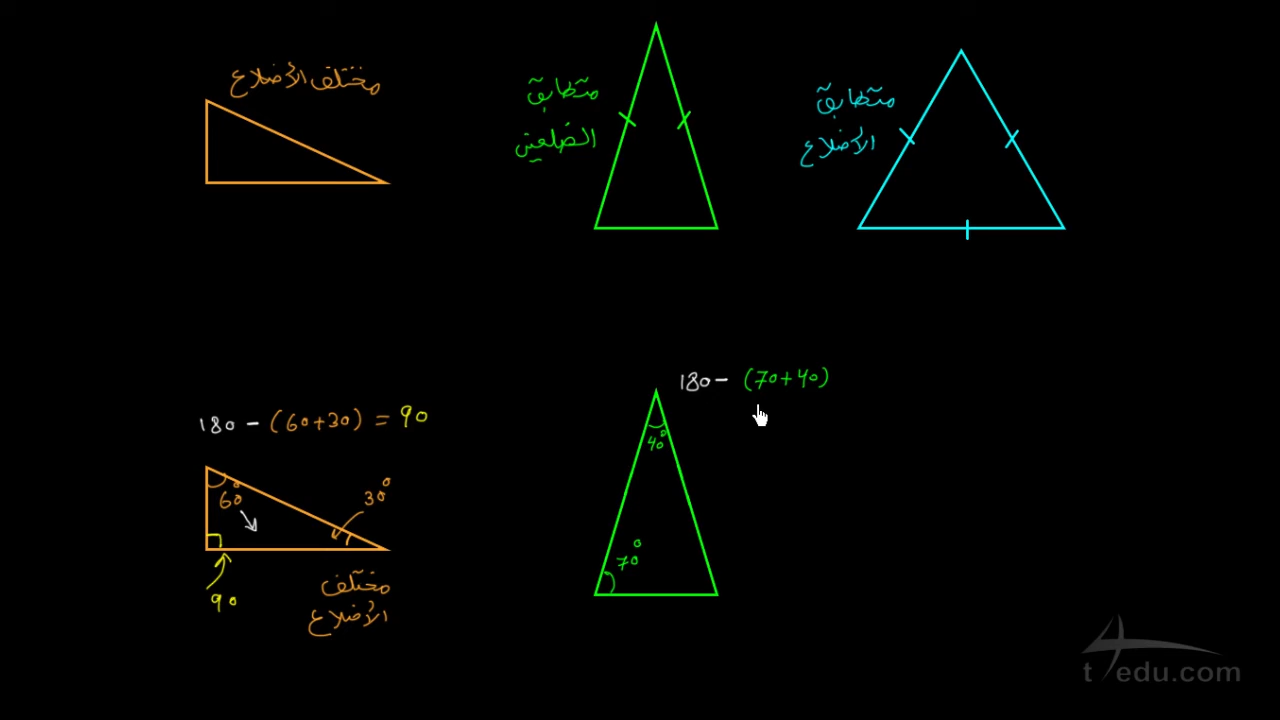 مختلف الأضلاع
متطابق
الضلعين
متطابق
الأضلاع
180 - (60+30) = 90
60°
30°
90
مختلف
الأضلاع
180 - (70+40)
40°
70°
t4edu.com